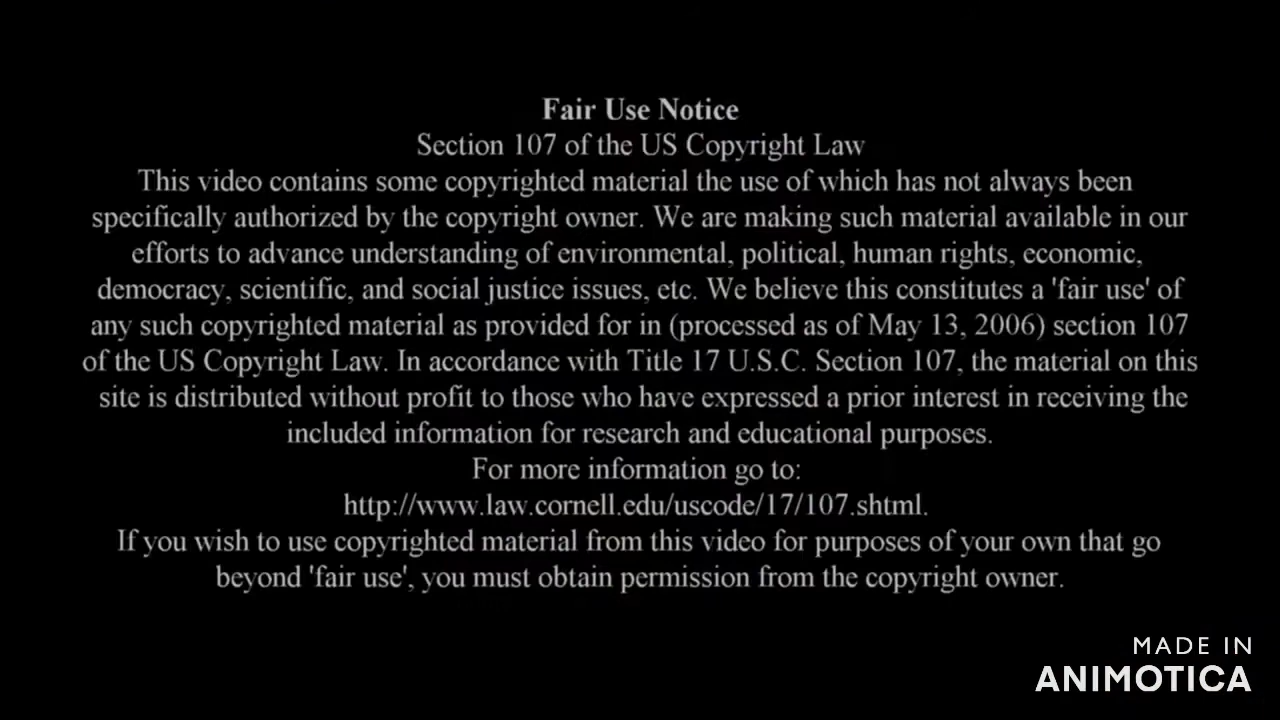 Fair Use Notice
Section 107 of the US Copyright Law
This video contains some copyrighted material the use of which has not always been
specifically authorized by the copyright owner. We are making such material available in our
efforts to advance understanding of environmental, political, human rights, economic,
democracy, scientific, and social justice issues, etc. We believe this constitutes a 'fair use' of
any such copyrighted material as provided for in (processed as of May 13, 2006) section 107
of the US Copyright Law. In accordance with Title 17 U.S.C. Section 107, the material on this
site is distributed without profit to those who have expressed a prior interest in receiving the
included information for research and educational purposes.
For more information go to:
http://www.law.cornell.edu/uscode/17/107.shtml.
If you wish to use copyrighted material from this video for purposes of your own that go
beyond 'fair use', you must obtain permission from the copyright owner.
MADE IN
ANIMOTICA